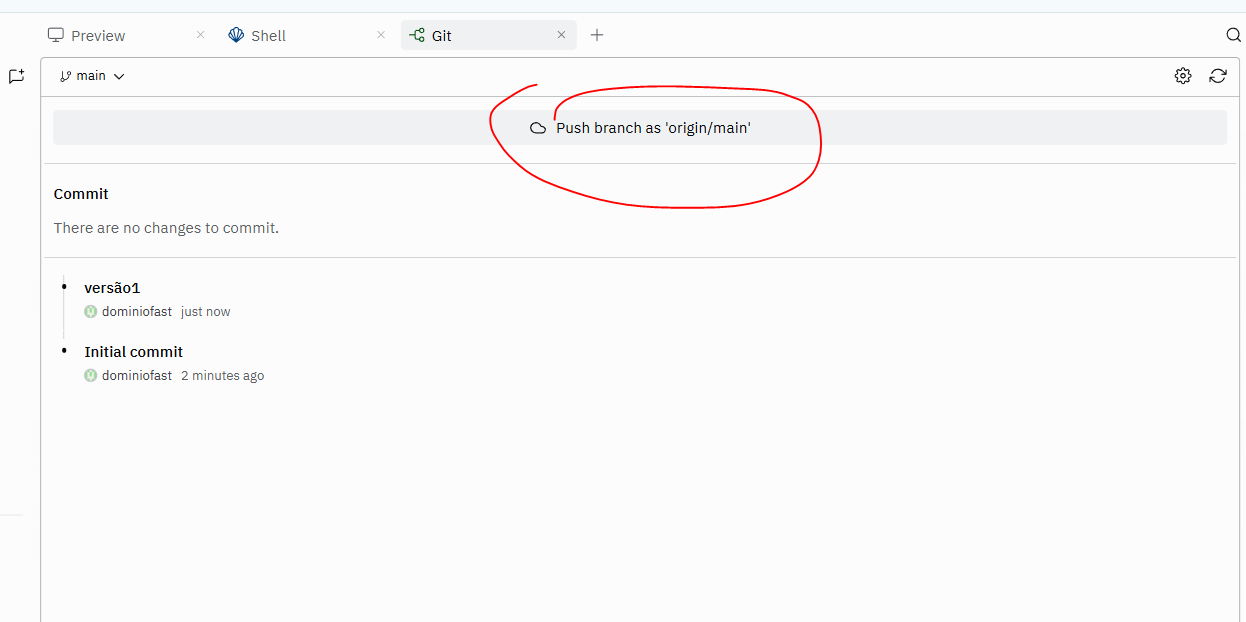 Preview
Shell
Git
main
Push branch as 'origin/main'
Commit
There are no changes to commit.
versão1
dominiofast just now
Initial commit
dominiofast 2 minutes ago